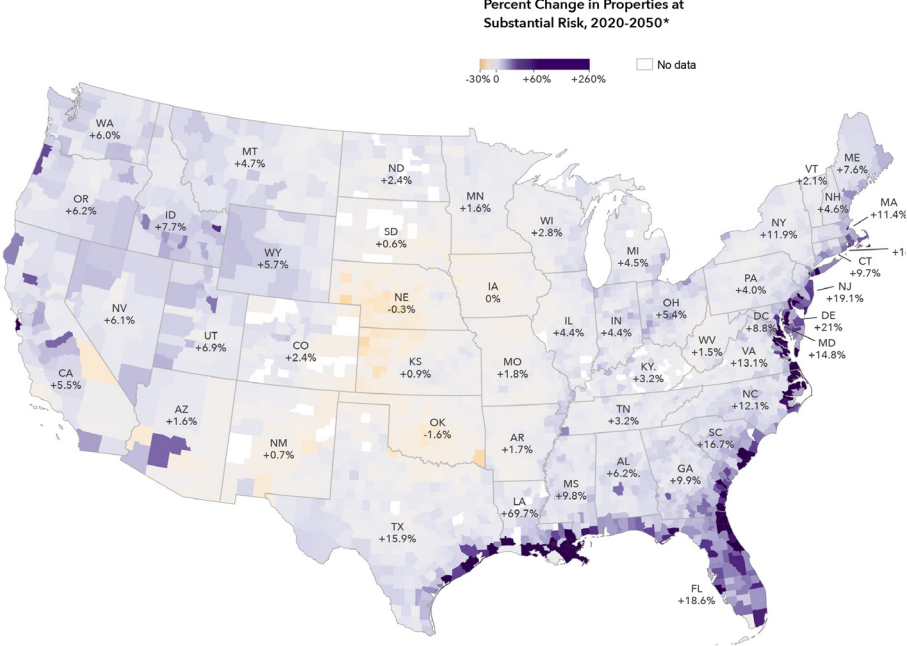 Percent Change in Properties at
Substantial Risk, 2020-2050*
-30% 0 +60% +260%
No data
WA
+6.0%
MT
+4.7%
ND
+2.4%
MN
+1.6%
VT
+2.1%
ME
+7.6%
NH
+4.6%
MA
+11.4%
OR
+6.2%
ID
+7.7%
SD
+0.6%
WI
+2.8%
MI
+4.5%
NY
+11.9%
CT
+9.7%
WY
+5.7%
NE
-0.3%
IA
0%
PA
+4.0%
NJ
+19.1%
NV
+6.1%
UT
+6.9%
CO
+2.4%
KS
+0.9%
MO
+1.8%
IL
+4.4%
IN
+4.4%
OH
+5.4%
WV
+1.5%
DC
+8.8%
DE
+21%
MD
+14.8%
VA
+13.1%
KY.
+3.2%
CA
+5.5%
AZ
+1.6%
NM
+0.7%
OK
-1.6%
AR
+1.7%
TN
+3.2%
NC
+12.1%
SC
+16.7%
MS
+9.8%
AL
+6.2%.
GA
+9.9%
LA
+69.7%
TX
+15.9%
FL
+18.6%